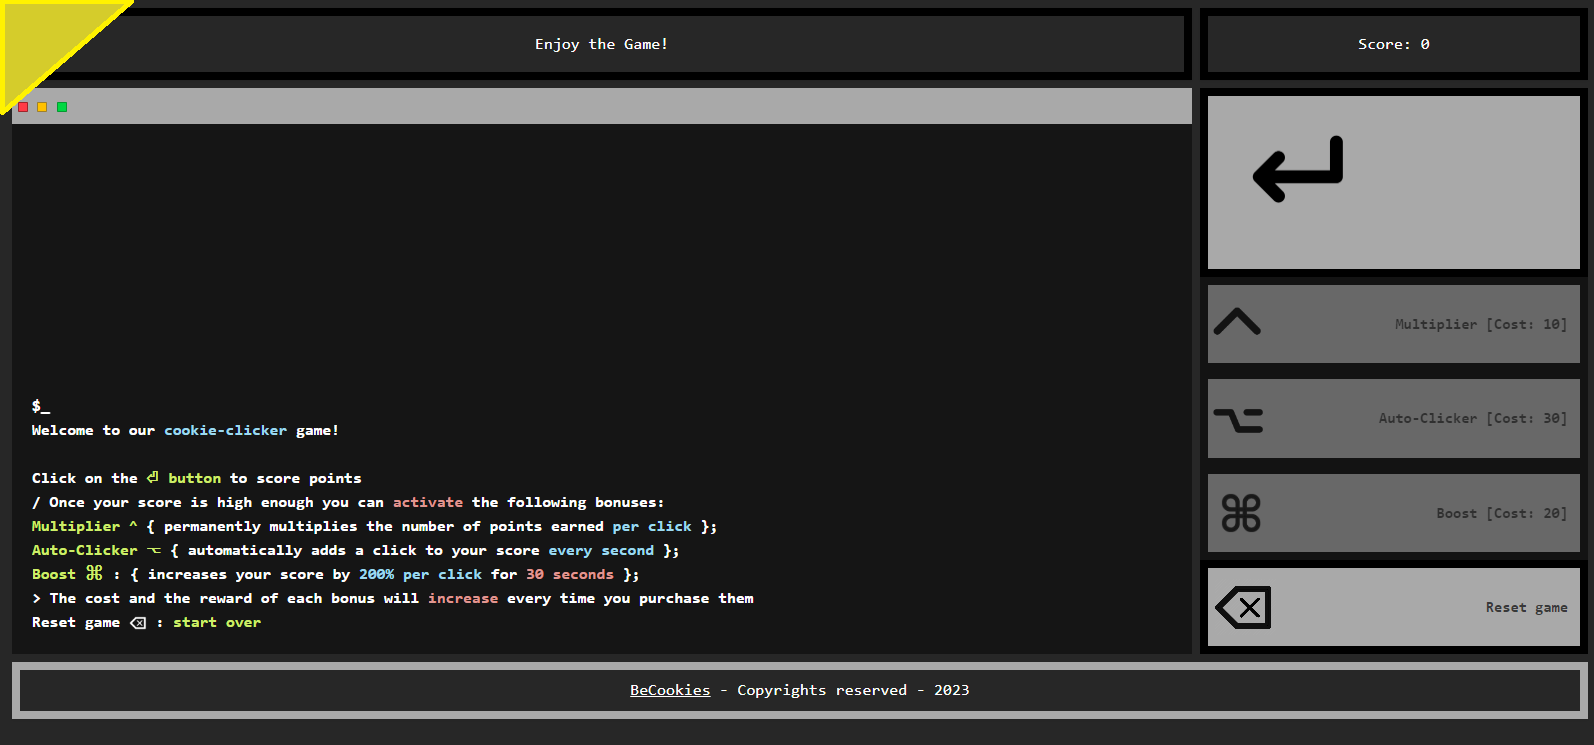 Enjoy the Game!
Score: 0
$_
Welcome to our cookie-clicker game!
Click on the ⏎ button to score points
/ Once your score is high enough you can activate the following bonuses:
Multiplier ^ { permanently multiplies the number of points earned per click };
Auto-Clicker ⌥ { automatically adds a click to your score every second };
Boost ⌘ : { increases your score by 200% per click for 30 seconds };
> The cost and the reward of each bonus will increase every time you purchase them
Reset game ⌫ : start over
Multiplier [Cost: 10]
Auto-Clicker [Cost: 30]
Boost [Cost: 20]
Reset game
BeCookies - Copyrights reserved - 2023